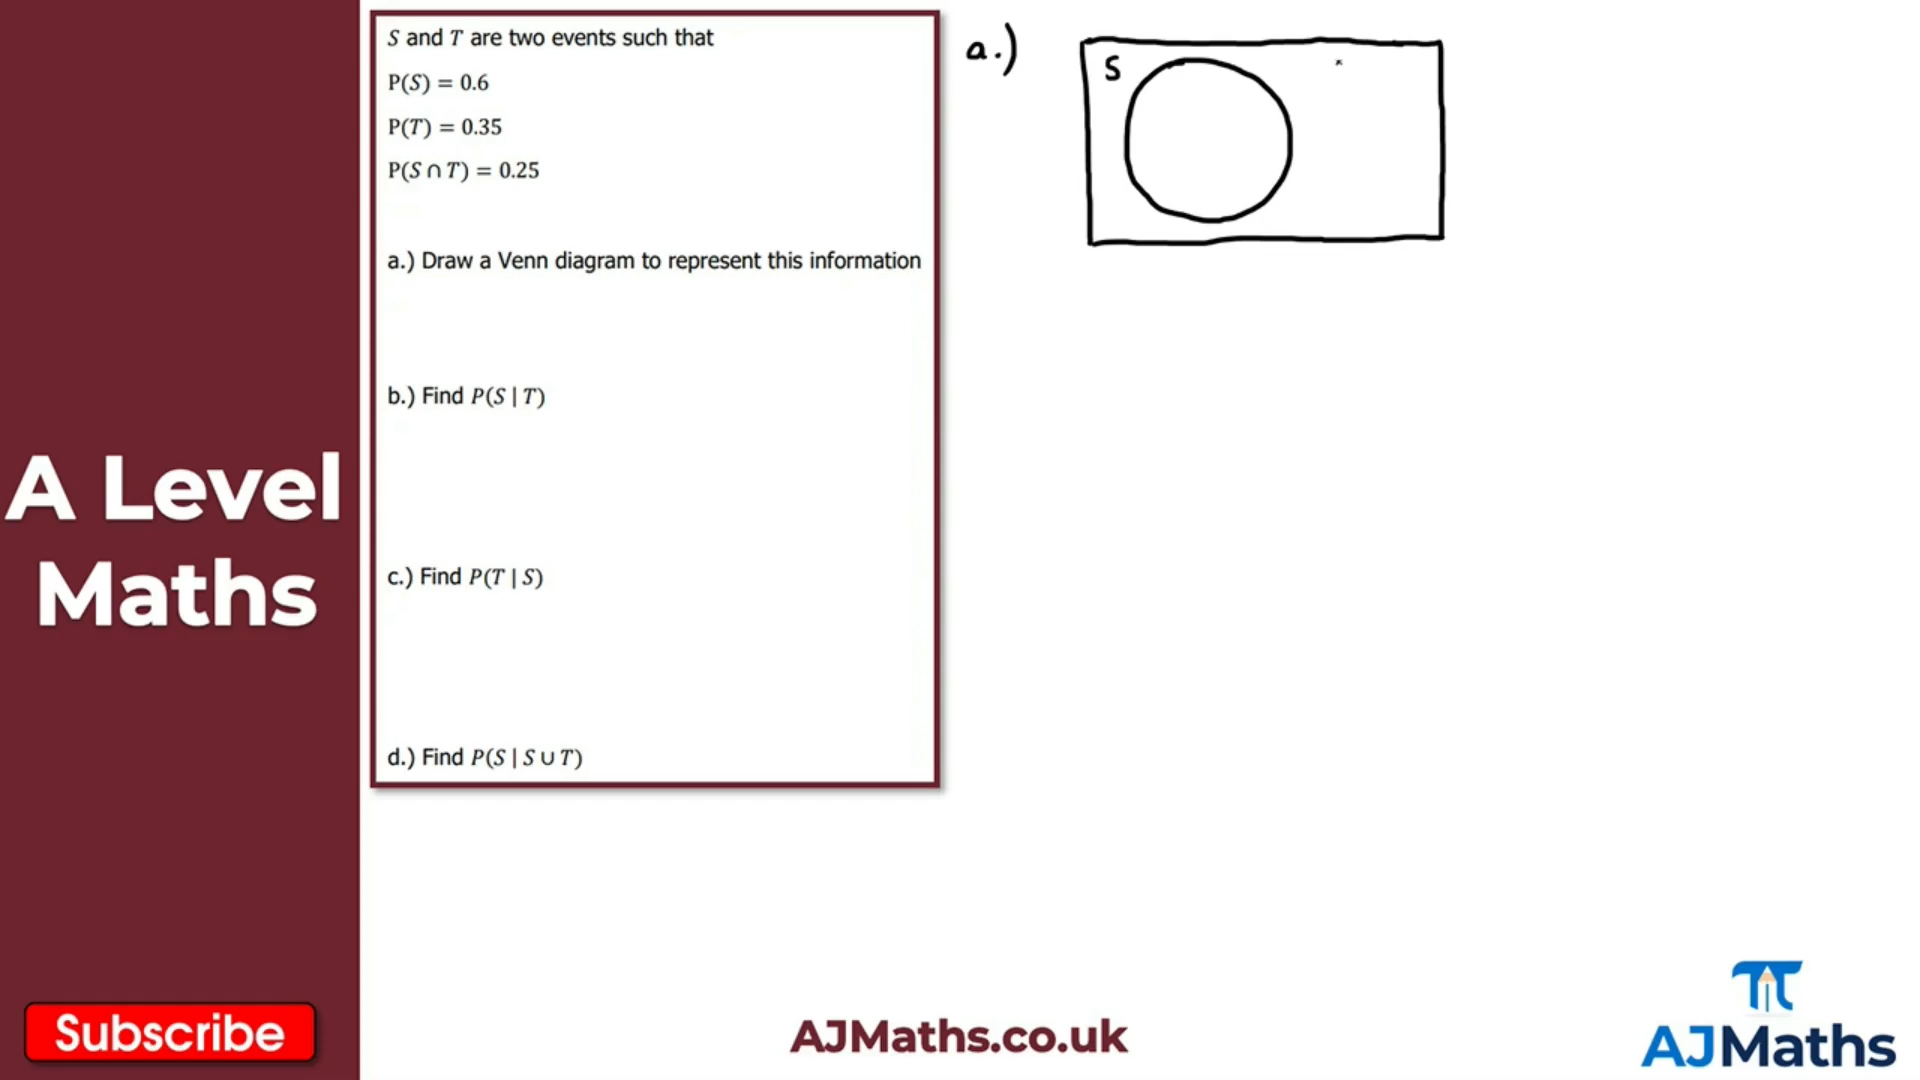 S and T are two events such that
P(S) = 0.6
P(T) = 0.35
P(S ∩ T) = 0.25
a.) Draw a Venn diagram to represent this information
b.) Find P(S | T)
c.) Find P(T | S)
d.) Find P(S | S ∪ T)
a.)
S
A Level
Maths
Subscribe
AJMaths.co.uk
AJMaths